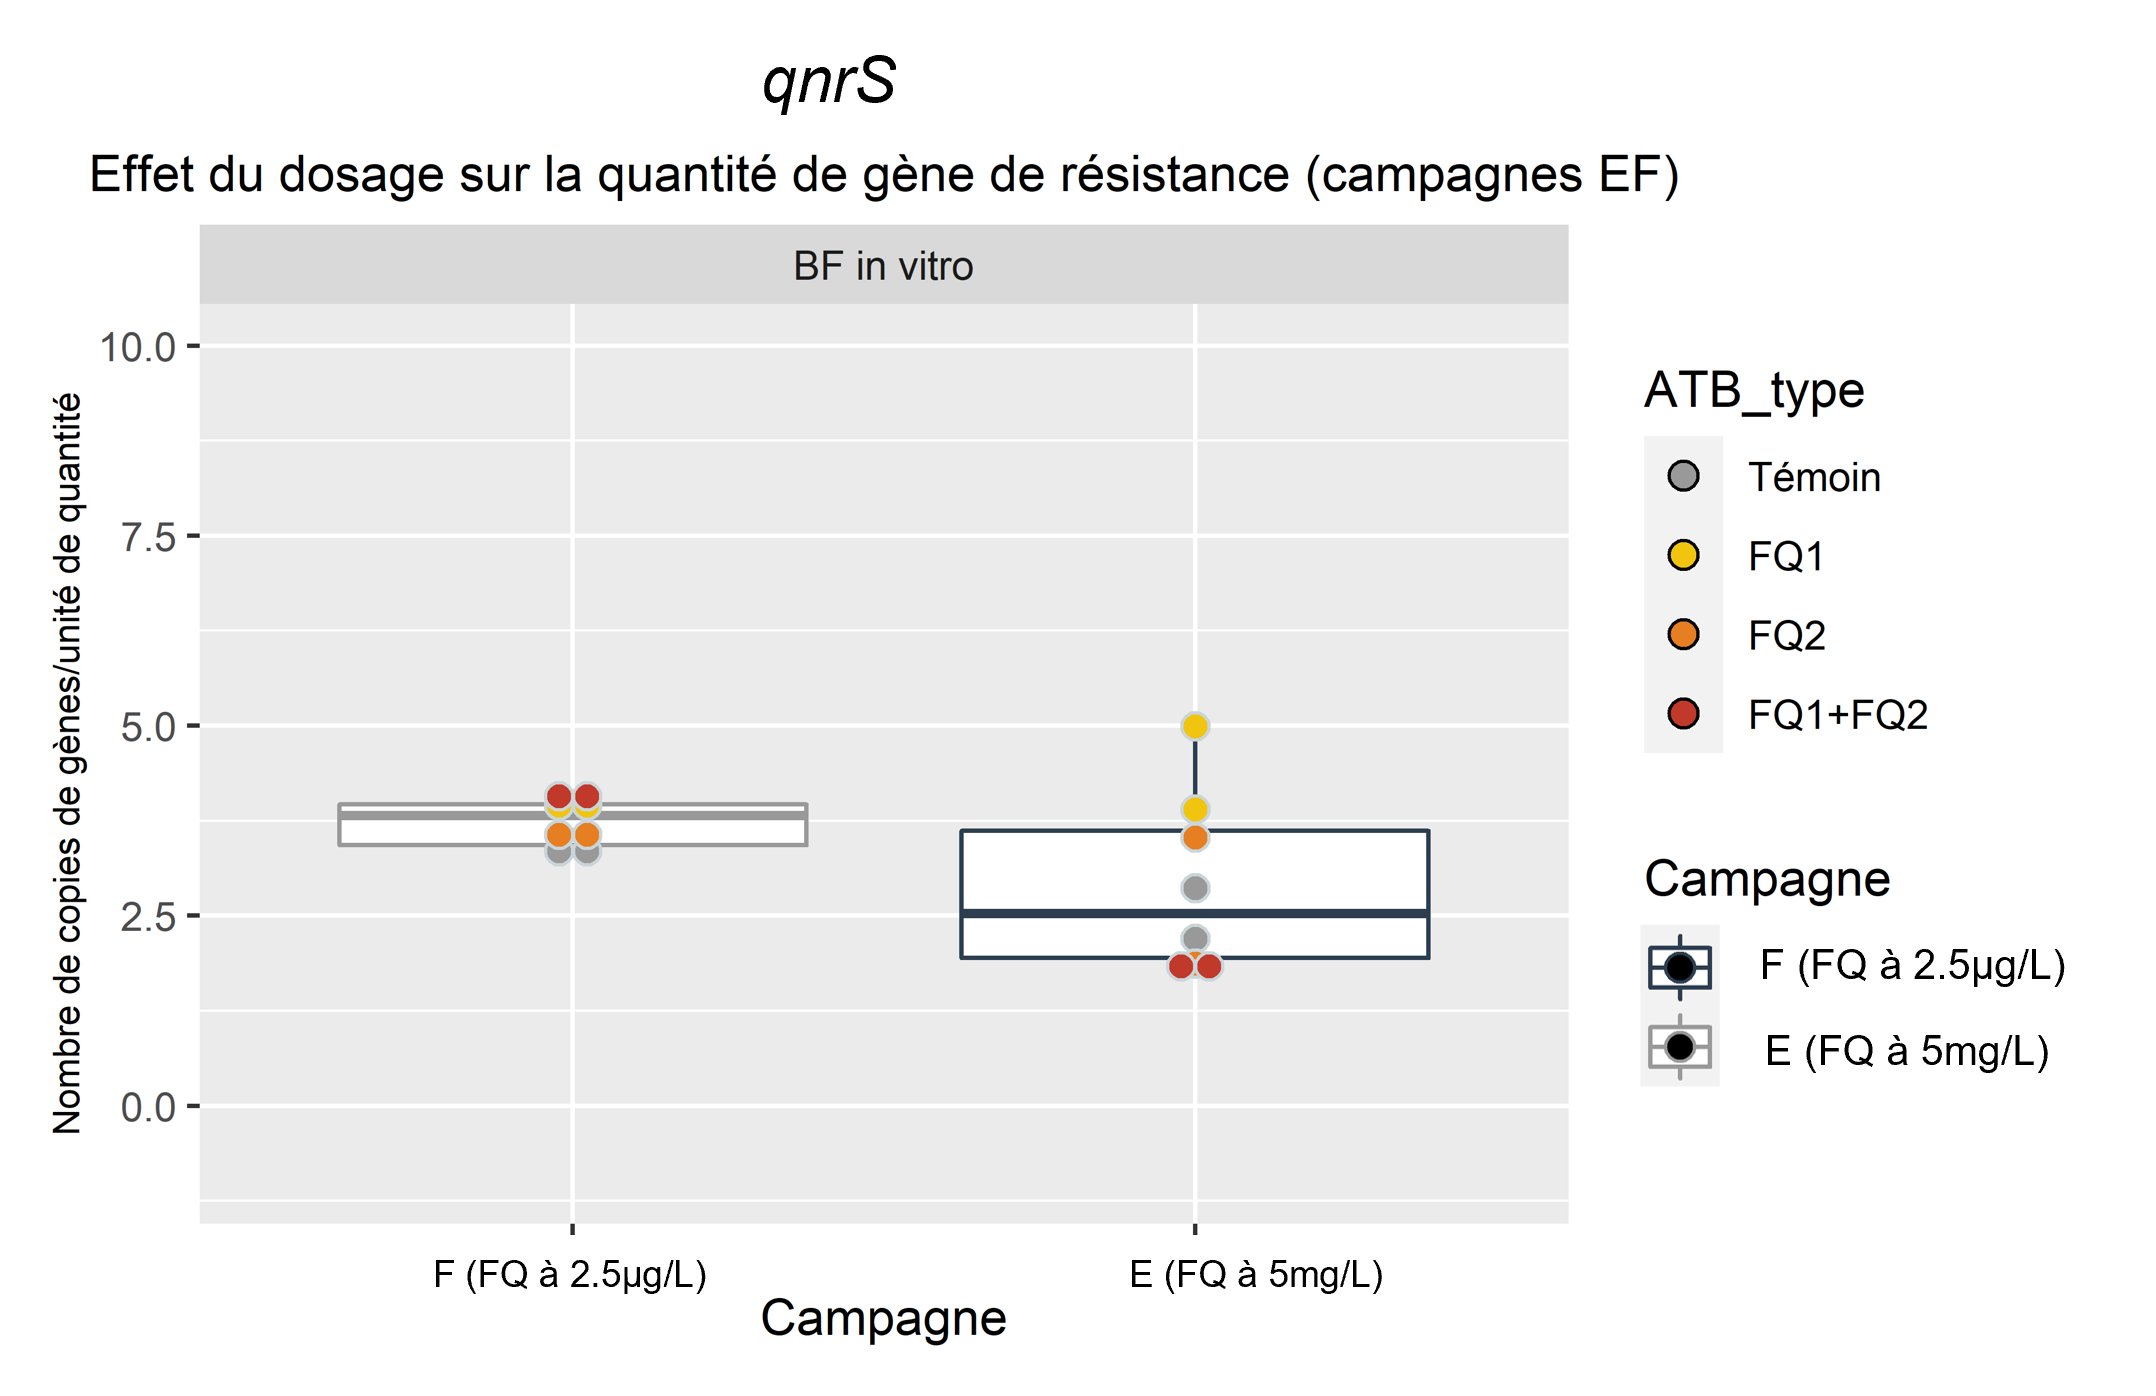 qnrS
Effet du dosage sur la quantité de gène de résistance (campagnes EF)
BF in vitro
Nombre de copies de gènes/unité de quantité
10.0
7.5
5.0
2.5
0.0
F (FQ à 2.5µg/L)
E (FQ à 5mg/L)
Campagne
ATB_type
Témoin
FQ1
FQ2
FQ1+FQ2
Campagne
F (FQ à 2.5µg/L)
E (FQ à 5mg/L)